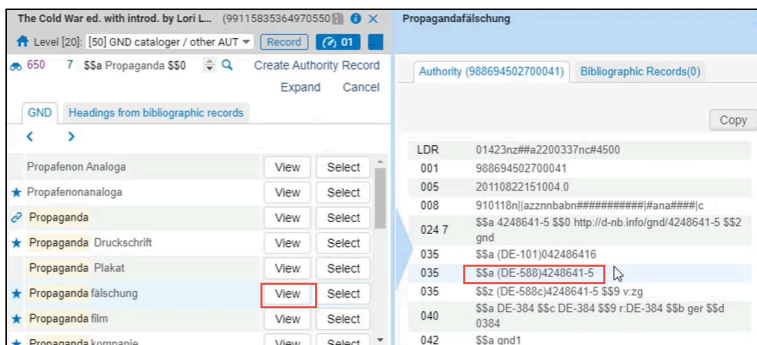 The Cold War ed. with introd. by Lori L... (99115835364970550
Level [20]: [50] GND cataloger / other AUT Record 01
650 7 $$a Propaganda $$0 Create Authority Record
Expand Cancel
GND Headings from bibliographic records
Propafenon Analoga View Select
Propafenonanaloga View Select
Propaganda View Select
Propaganda Druckschrift View Select
Propaganda Plakat View Select
Propaganda fälschung View Select
Propaganda film View Select
Propaganda kompanie View Select
Propagandafälschung
Authority (988694502700041) Bibliographic Records(0)
Copy
LDR 01423nz##a2200337nc#4500
001 988694502700041
005 20110822151004.0
008 910118n||azznnbabn###########|#ana####|c
024 7 $$a 4248641-5 $$0 http://d-nb.info/gnd/4248641-5 $$2
gnd
035 $$a (DE-101)042486416
035 $$a (DE-588)4248641-5
035 $$z (DE-588c)4248641-5 $$9 v:zg
040 $$a DE-384 $$c DE-384 $$9 r:DE-384 $$b ger $$d
0384
042 $$a gnd1